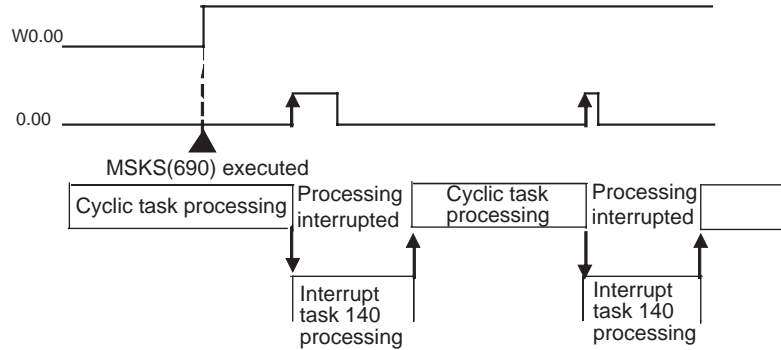 W0.00
0.00
MSKS(690) executed
Cyclic task processing
Processing
interrupted
Cyclic task
processing
Processing
interrupted
Interrupt
task 140
processing
Interrupt
task 140
processing